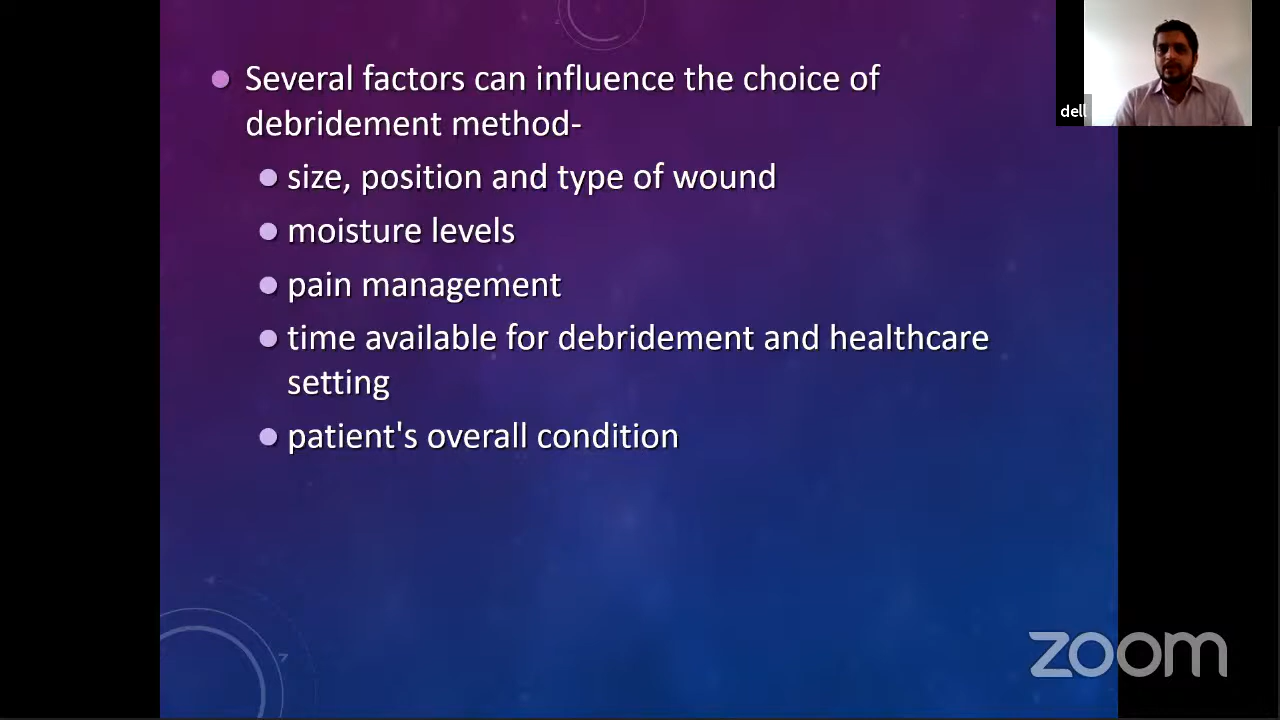 Several factors can influence the choice of
debridement method-
size, position and type of wound
moisture levels
pain management
time available for debridement and healthcare
setting
patient's overall condition
dell
zoom